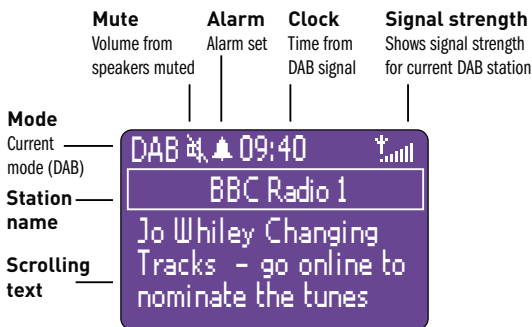 Mute Alarm Clock Signal strength
Volume from Alarm set Time from Shows signal strength
speakers muted DAB signal for current DAB station
Mode
Current
mode (DAB)
Station
name
Scrolling
text
DAB 09:40
BBC Radio 1
Jo Whiley Changing
Tracks - go online to
nominate the tunes